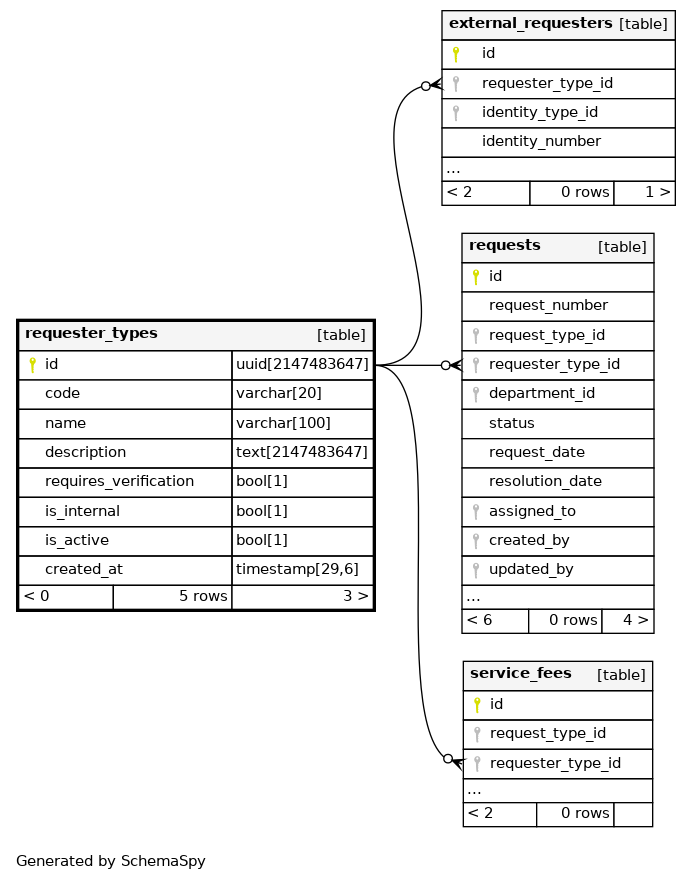 external_requesters [table]
id
requester_type_id
identity_type_id
identity_number
...
< 2 0 rows 1 >
requests [table]
id
request_number
request_type_id
requester_type_id
department_id
status
request_date
resolution_date
assigned_to
created_by
updated_by
...
< 6 0 rows 4 >
requester_types [table]
id uuid[2147483647]
code varchar[20]
name varchar[100]
description text[2147483647]
requires_verification bool[1]
is_internal bool[1]
is_active bool[1]
created_at timestamp[29,6]
< 0 5 rows 3 >
service_fees [table]
id
request_type_id
requester_type_id
...
< 2 0 rows
Generated by SchemaSpy